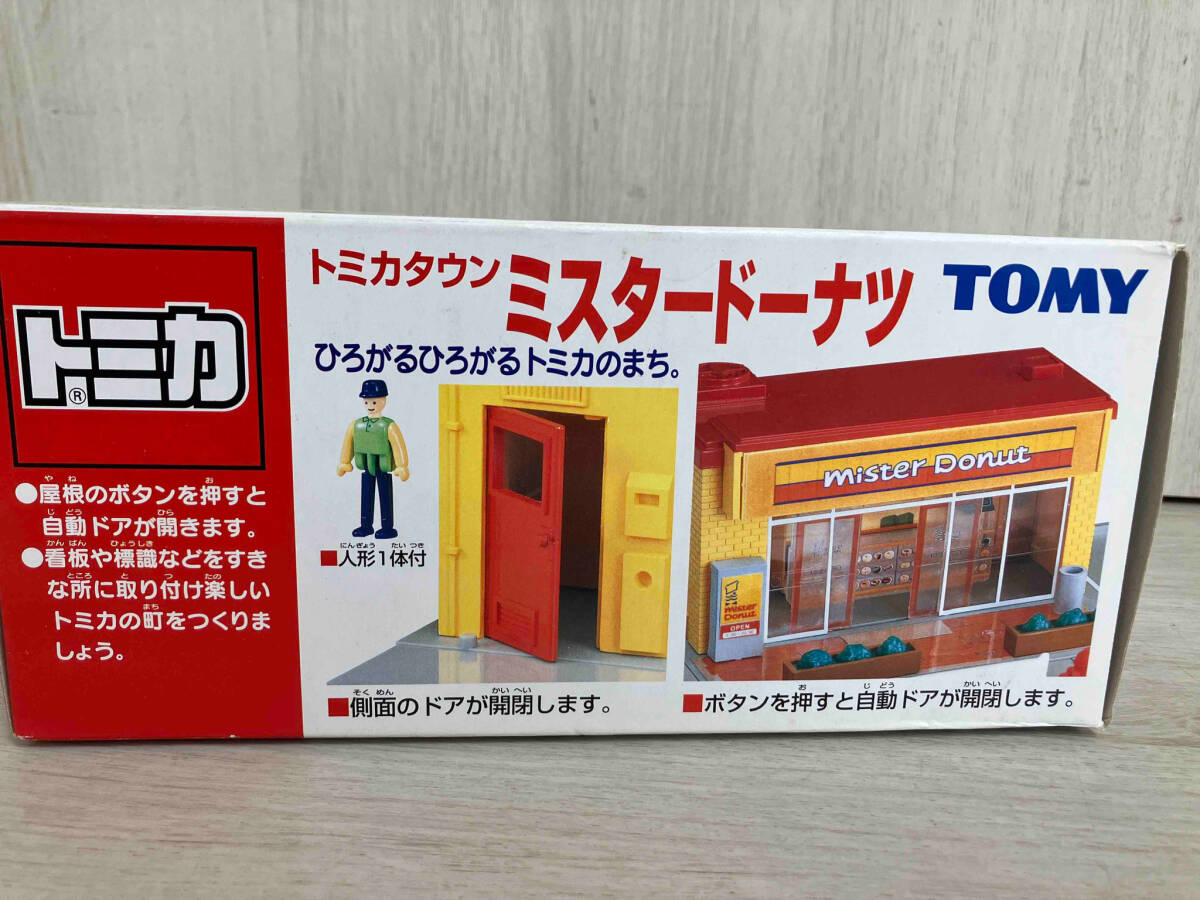 トミカ
®
●屋根のボタンを押すと
自動ドアが開きます。
●看板や標識などをすき
な所に取り付け楽しい
トミカの町をつくりま
しょう。
トミカタウン ミスタードーナツ
TOMY
ひろがるひろがるトミカのまち。
■人形1体付
■側面のドアが開閉します。
mister Donut
mister
Donut
OPEN
■ボタンを押すと自動ドアが開閉します。